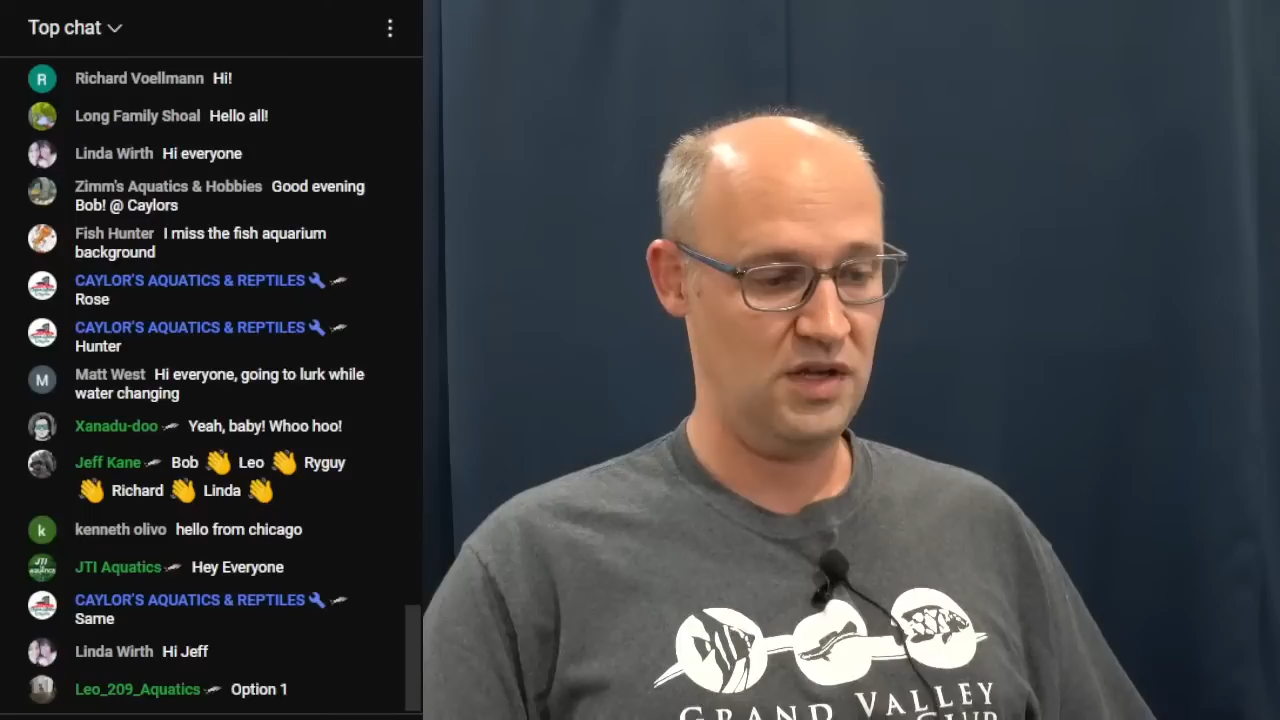 Top chat
R Richard Voellmann Hi!
Long Family Shoal Hello all!
Linda Wirth Hi everyone
Zimm's Aquatics & Hobbies Good evening
Bob! @ Caylors
Fish Hunter I miss the fish aquarium
background
CAYLOR'S AQUATICS & REPTILES
Rose
CAYLOR'S AQUATICS & REPTILES
Hunter
M Matt West Hi everyone, going to lurk while
water changing
Xanadu-doo Yeah, baby! Whoo hoo!
Jeff Kane Bob 👋 Leo 👋 Ryguy
👋 Richard 👋 Linda 👋
k kenneth olivo hello from chicago
JTI Aquatics Hey Everyone
CAYLOR'S AQUATICS & REPTILES
Same
Linda Wirth Hi Jeff
Leo_209_Aquatics Option 1
GRAND VALLEY
CLUB